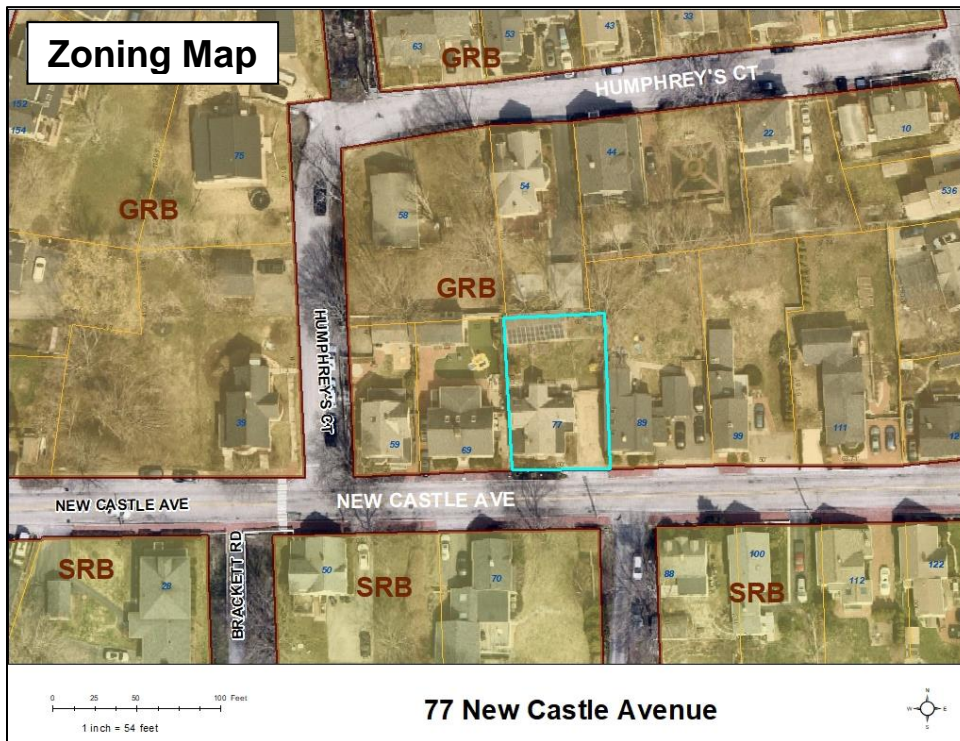 Zoning Map
63
53
43
33
GRB
HUMPHREY'S CT
152
154
75
22
10
44
54
536
58
GRB
GRB
HUMPHREY'S CT
39
59
69
77
89
99
111
NEW CASTLE AVE
NEW CASTLE AVE
SRB
28
BRACKETT RD
50
SRB
70
88
100
SRB
112
122
0 25 50 100 Feet
1 inch = 54 feet
77 New Castle Avenue
N
W E
S